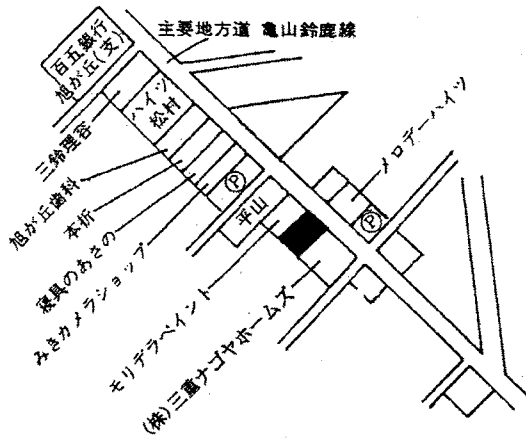 主要地方道 亀山鈴鹿線
百五銀行
旭が丘(支)
ハイツ
松村
三鈴理容
旭が丘歯科
本折
寝具のあさの
みきカメラショップ
P
平山
モリデラペイント
(株)三重ナゴヤホームズ
メロデーハイツ
P